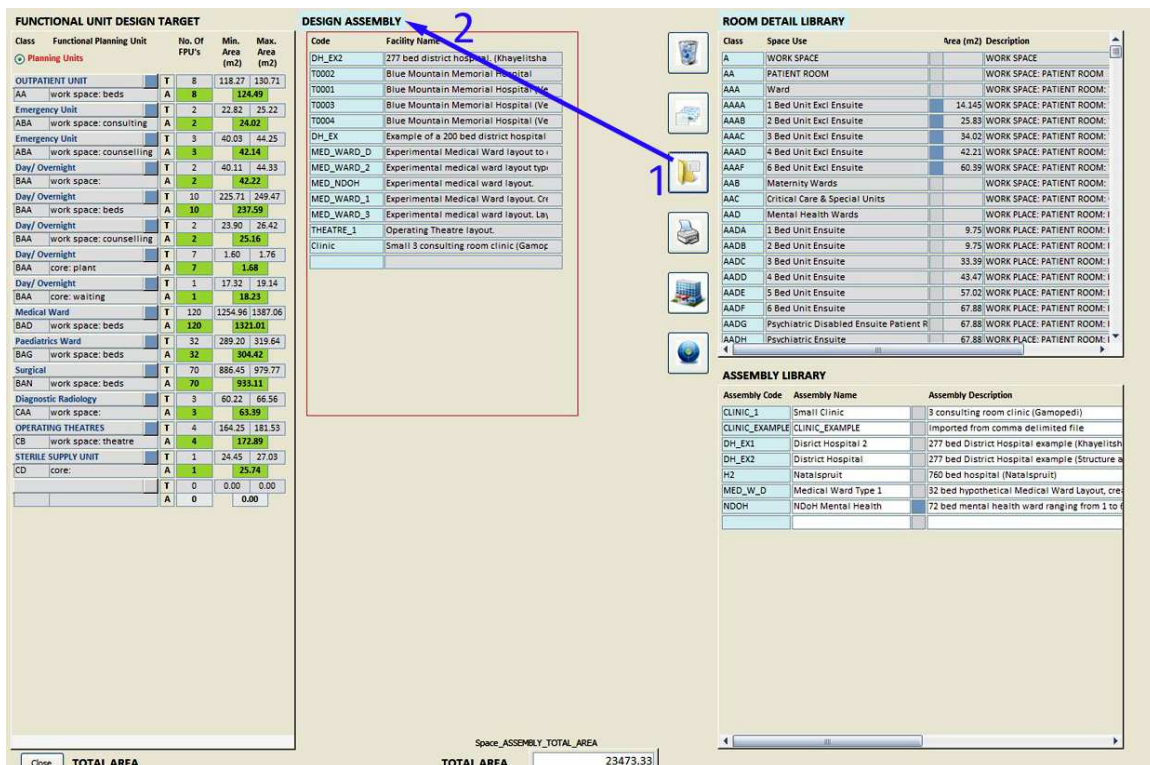 FUNCTIONAL UNIT DESIGN TARGET
Class Functional Planning Unit No. Of FPU's Min. Area (m2) Max. Area (m2)
Planning Units
OUTPATIENT UNIT T 8 118.27 130.71
AA work space: beds A 8 124.49
Emergency Unit T 2 22.82 25.22
ABA work space: consulting A 2 24.02
Emergency Unit T 3 40.03 44.25
ABA work space: counselling A 3 42.14
Day/ Overnight T 2 40.11 44.33
BAA work space: A 2 42.22
Day/ Overnight T 10 225.71 249.47
BAA work space: beds A 10 237.59
Day/ Overnight T 2 23.90 26.42
BAA work space: counselling A 2 25.16
Day/ Overnight T 7 1.60 1.76
BAA core: plant A 7 1.68
Day/ Overnight T 1 17.32 19.14
BAA core: waiting A 1 18.23
Medical Ward T 120 1254.96 1387.06
BAD work space: beds A 120 1321.01
Paediatrics Ward T 32 289.20 319.64
BAG work space: beds A 32 304.42
Surgical T 70 886.45 979.77
BAN work space: beds A 70 933.11
Diagnostic Radiology T 3 60.22 66.56
CAA work space: A 3 63.39
OPERATING THEATRES T 4 164.25 181.53
CB work space: theatre A 4 172.89
STERILE SUPPLY UNIT T 1 24.45 27.03
CD core: A 1 25.74
T 0 0.00 0.00
A 0 0.00
Close TOTAL AREA
DESIGN ASSEMBLY
2
Code Facility Name
DH_EX2 277 bed district hospital. (Khayelitsha
T0002 Blue Mountain Memorial Hospital
T0001 Blue Mountain Memorial Hospital (Ve
T0003 Blue Mountain Memorial Hospital (Ve
T0004 Blue Mountain Memorial Hospital (Ve
DH_EX Example of a 200 bed district hospital
MED_WARD_D Experimental Medical Ward layout to
MED_WARD_2 Experimental medical ward layout typ
MED_NDOH Experimental medical ward layout.
MED_WARD_1 Experimental Medical Ward layout. Cre
MED_WARD_3 Experimental medical ward layout. Lay
THEATRE_1 Operating Theatre layout.
Clinic Small 3 consulting room clinic (Gamop
1
Space_ASSEMBLY_TOTAL_AREA
TOTAL AREA 23473.33
ROOM DETAIL LIBRARY
Class Space Use Area (m2) Description
A WORK SPACE WORK SPACE
AA PATIENT ROOM WORK SPACE: PATIENT ROOM
AAA Ward WORK SPACE: PATIENT ROOM:
AAAA 1 Bed Unit Excl Ensuite 14.145 WORK SPACE: PATIENT ROOM:
AAAB 2 Bed Unit Excl Ensuite 25.83 WORK SPACE: PATIENT ROOM:
AAAC 3 Bed Unit Excl Ensuite 34.02 WORK SPACE: PATIENT ROOM:
AAAD 4 Bed Unit Excl Ensuite 42.21 WORK SPACE: PATIENT ROOM:
AAAF 6 Bed Unit Excl Ensuite 60.39 WORK SPACE: PATIENT ROOM:
AAB Maternity Wards WORK SPACE: PATIENT ROOM:
AAC Critical Care & Special Units WORK SPACE: PATIENT ROOM:
AAD Mental Health Wards WORK SPACE: PATIENT ROOM:
AADA 1 Bed Unit Ensuite 9.75 WORK PLACE: PATIENT ROOM:
AADB 2 Bed Unit Ensuite 9.75 WORK PLACE: PATIENT ROOM:
AADC 3 Bed Unit Ensuite 33.39 WORK PLACE: PATIENT ROOM:
AADD 4 Bed Unit Ensuite 43.47 WORK PLACE: PATIENT ROOM:
AADE 5 Bed Unit Ensuite 57.02 WORK PLACE: PATIENT ROOM:
AADF 6 Bed Unit Ensuite 67.88 WORK PLACE: PATIENT ROOM:
AADG Psychiatric Disabled Ensuite Patient R 67.88 WORK PLACE: PATIENT ROOM:
AADH Psychiatric Ensuite 67.88 WORK PLACE: PATIENT ROOM:
ASSEMBLY LIBRARY
Assembly Code Assembly Name Assembly Description
CLINIC_1 Small Clinic 3 consulting room clinic (Gamopedi)
CLINIC_EXAMPLE CLINIC_EXAMPLE Imported from comma delimited file
DH_EX1 Disrict Hospital 2 277 bed District Hospital example (Khayelitsh
DH_EX2 District Hospital 277 bed District Hospital example (Structure a
H2 Natalspruit 760 bed hospital (Natalspruit)
MED_W_D Medical Ward Type 1 32 bed hypothetical Medical Ward Layout, crea
NDOH NDoH Mental Health 72 bed mental health ward ranging from 1 to 6